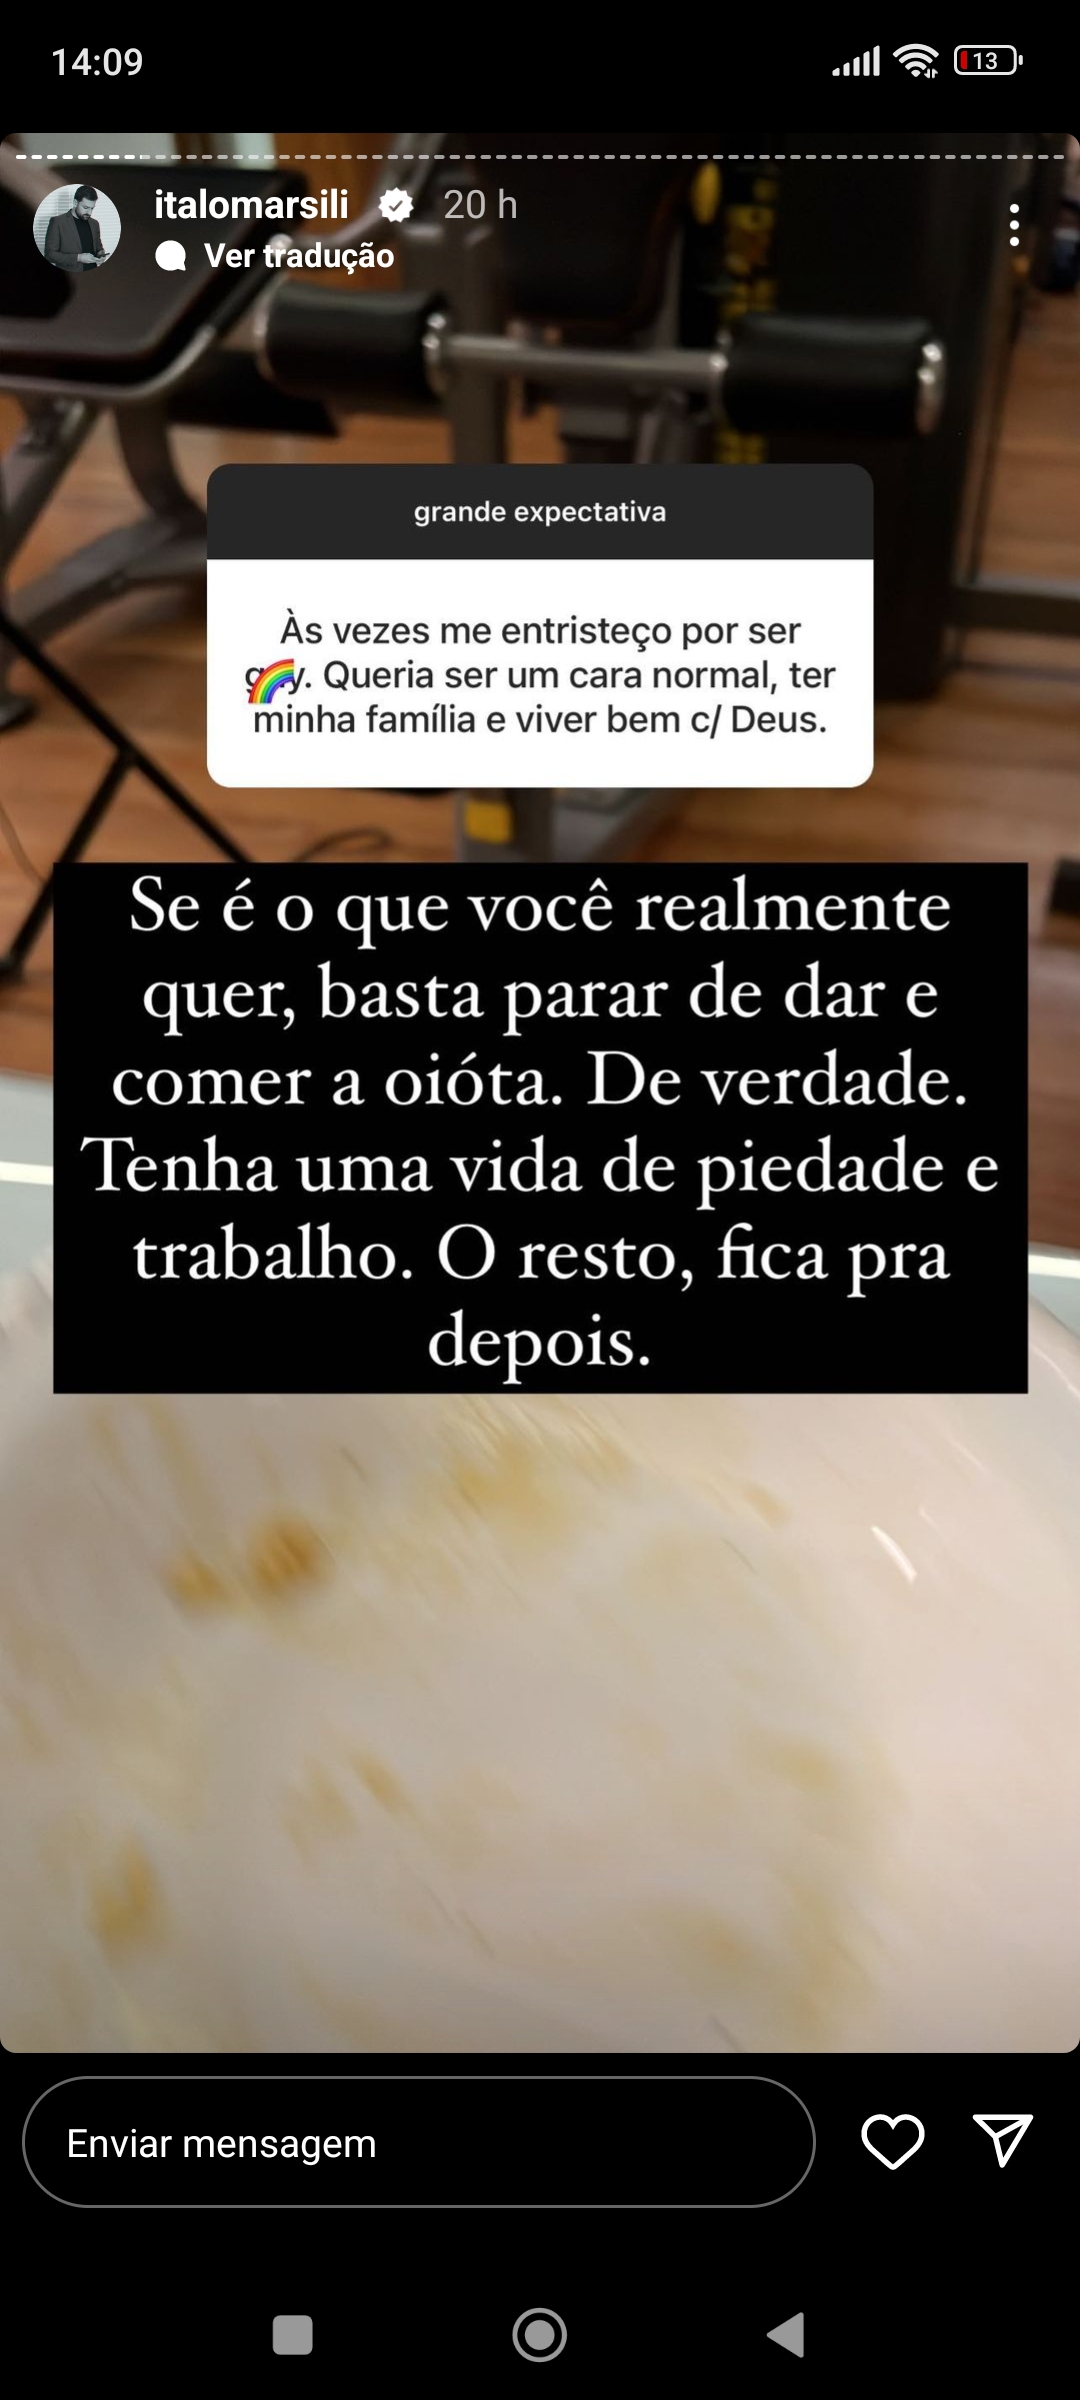 14:09
13
italomarsili
20 h
Ver tradução
grande expectativa
Às vezes me entristeço por ser
g🌈y. Queria ser um cara normal, ter
minha família e viver bem c/ Deus.
Se é o que você realmente
quer, basta parar de dar e
comer a oióta. De verdade.
Tenha uma vida de piedade e
trabalho. O resto, fica pra
depois.
Enviar mensagem